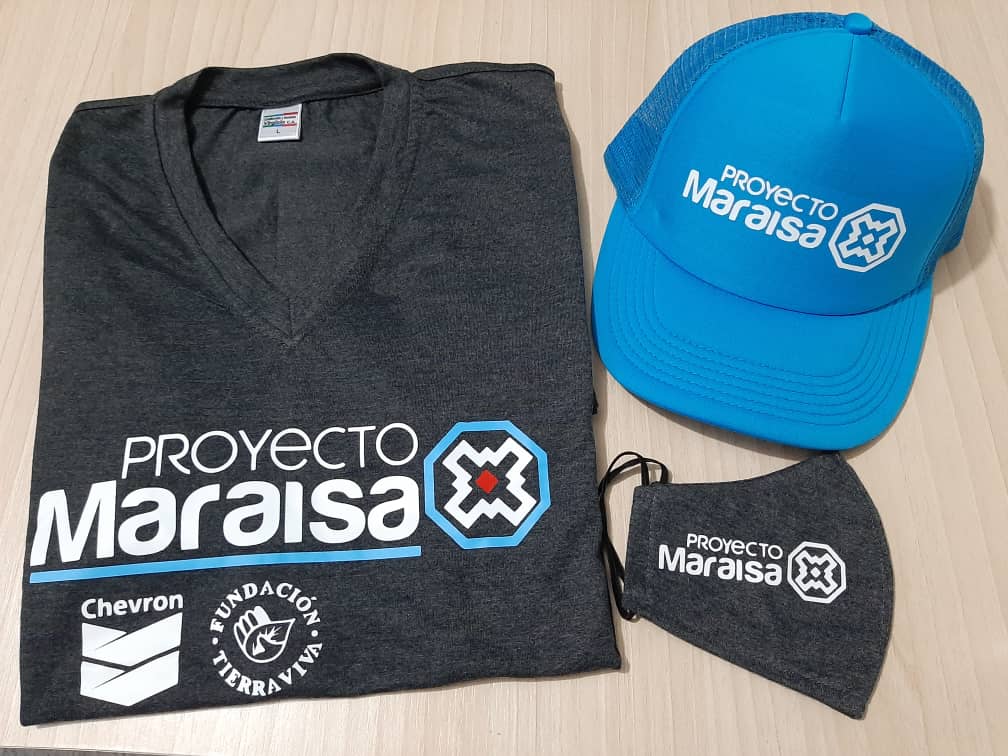 L
PROYECTO
Maraisa
Chevron
FUNDACIÓN
TIERRAVIVA
PROYECTO
Maraisa
PROYECTO
Maraisa